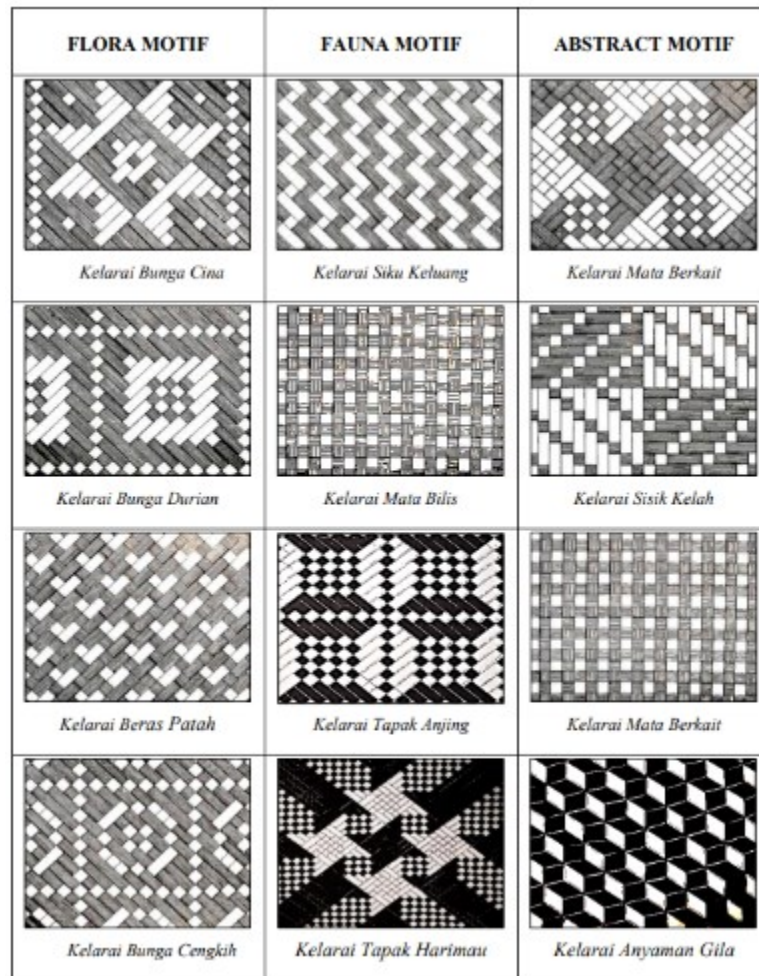 FLORA MOTIF FAUNA MOTIF ABSTRACT MOTIF
Kelarai Bunga Cina Kelarai Siku Keluang Kelarai Mata Berkait
Kelarai Bunga Durian Kelarai Mata Bilis Kelarai Sisik Kelah
Kelarai Beras Patah Kelarai Tapak Anjing Kelarai Mata Berkait
Kelarai Bunga Cengkih Kelarai Tapak Harimau Kelarai Anyaman Gila